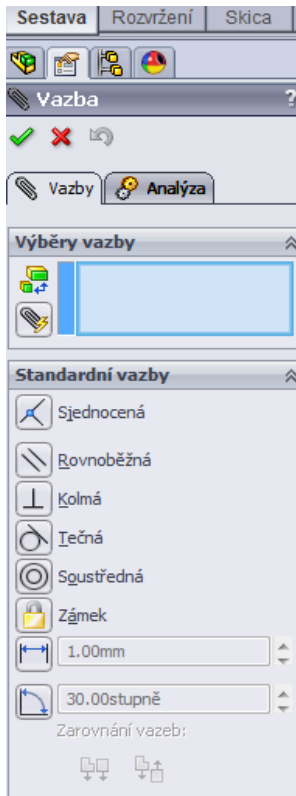 Sestava Rozvržení Skica
Vazba ?
Vazby Analýza
Výběry vazby
Standardní vazby
Sjednocená
Rovnoběžná
Kolmá
Tečná
Soustředná
Zámek
1.00mm
30.00stupně
Zarovnání vazeb: